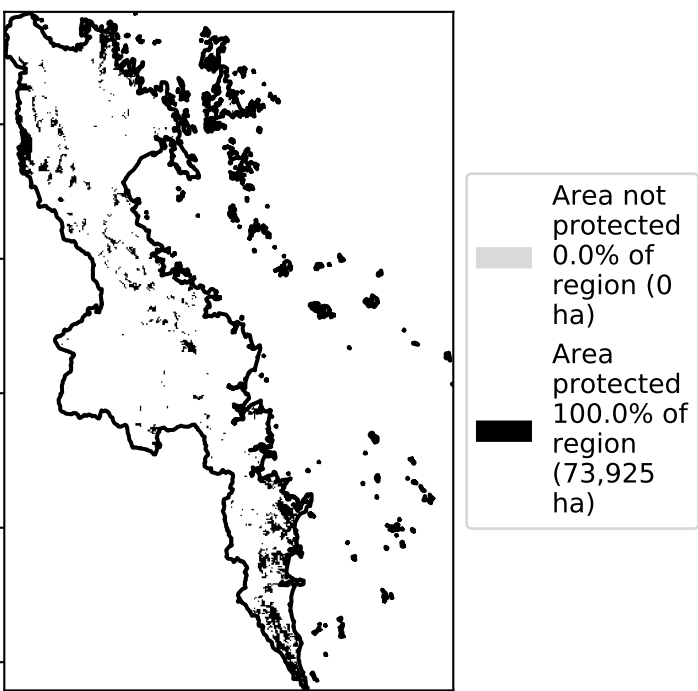 Area not
protected
0.0% of
region (0
ha)
Area
protected
100.0% of
region
(73,925
ha)